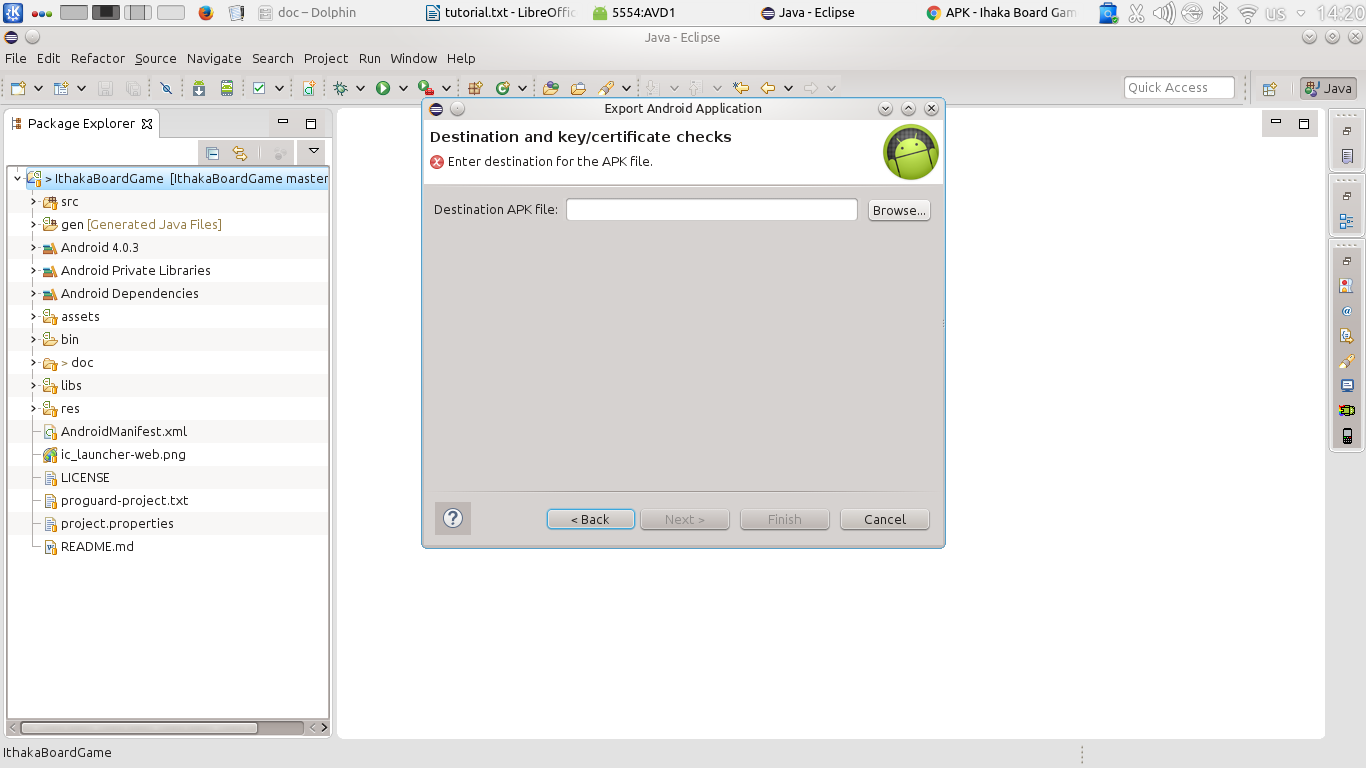 doc – Dolphin
tutorial.txt - LibreOffic
5554:AVD1
Java - Eclipse
APK - Ihaka Board Gam
us
14:20
Java - Eclipse
File Edit Refactor Source Navigate Search Project Run Window Help
Quick Access
Java
Package Explorer
> IthakaBoardGame [IthakaBoardGame master
src
gen [Generated Java Files]
Android 4.0.3
Android Private Libraries
Android Dependencies
assets
bin
> doc
libs
res
AndroidManifest.xml
ic_launcher-web.png
LICENSE
proguard-project.txt
project.properties
README.md
Export Android Application
Destination and key/certificate checks
Enter destination for the APK file.
Destination APK file:
Browse...
?
< Back
Next >
Finish
Cancel
IthakaBoardGame